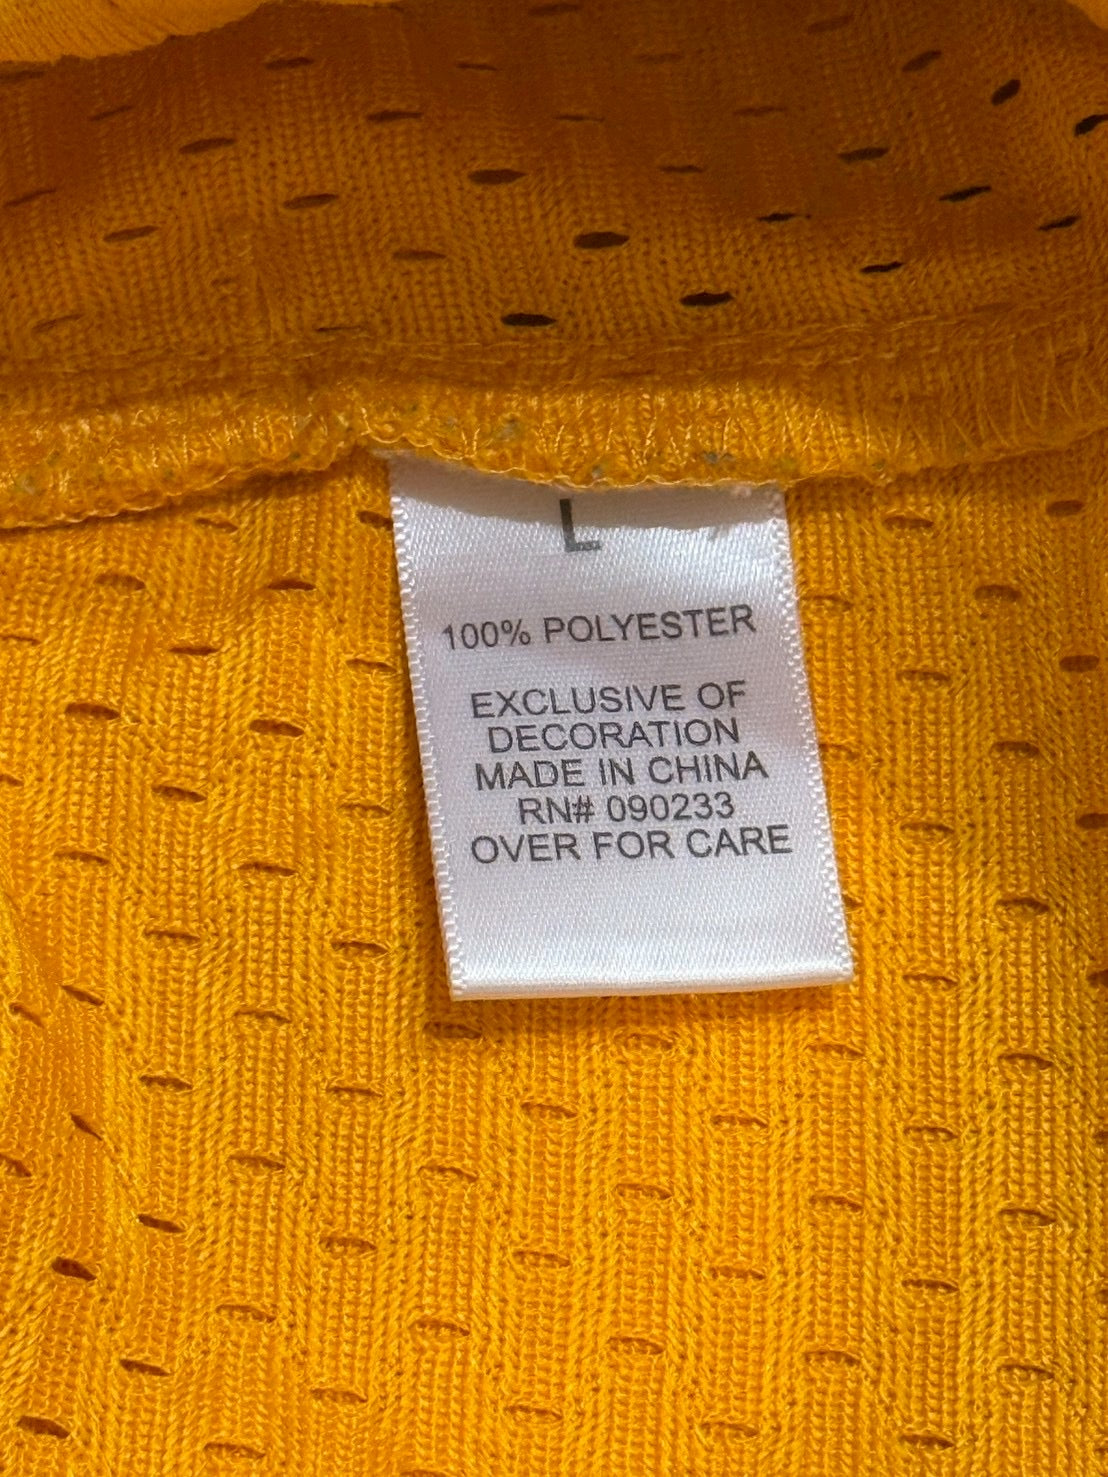 L
100% POLYESTER
EXCLUSIVE OF
DECORATION
MADE IN CHINA
RN# 090233
OVER FOR CARE